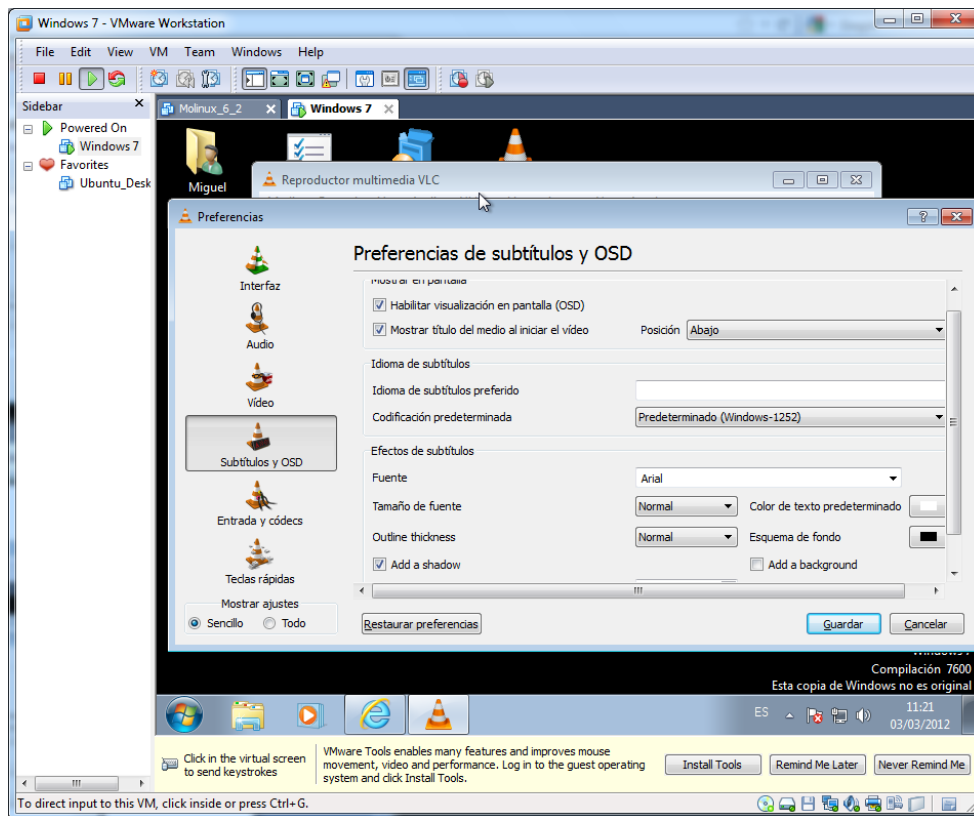 Windows 7 - VMware Workstation
File Edit View VM Team Windows Help
Sidebar
Molinux_6_2
Windows 7
Powered On
Windows 7
Favorites
Ubuntu_Desk
Miguel
Reproductor multimedia VLC
Preferencias
Interfaz
Audio
Vídeo
Subtítulos y OSD
Entrada y códecs
Teclas rápidas
Mostrar ajustes
Sencillo Todo
Preferencias de subtítulos y OSD
Mostrar en pantalla
Habilitar visualización en pantalla (OSD)
Mostrar título del medio al iniciar el vídeo Posición Abajo
Idioma de subtítulos
Idioma de subtítulos preferido
Codificación predeterminada Predeterminado (Windows-1252)
Efectos de subtítulos
Fuente Arial
Tamaño de fuente Normal Color de texto predeterminado
Outline thickness Normal Esquema de fondo
Add a shadow Add a background
Restaurar preferencias Guardar Cancelar
Compilación 7600
Esta copia de Windows no es original
ES 11:21
03/03/2012
Click in the virtual screen
to send keystrokes
VMware Tools enables many features and improves mouse
movement, video and performance. Log in to the guest operating
system and click Install Tools.
Install Tools Remind Me Later Never Remind Me
To direct input to this VM, click inside or press Ctrl+G.